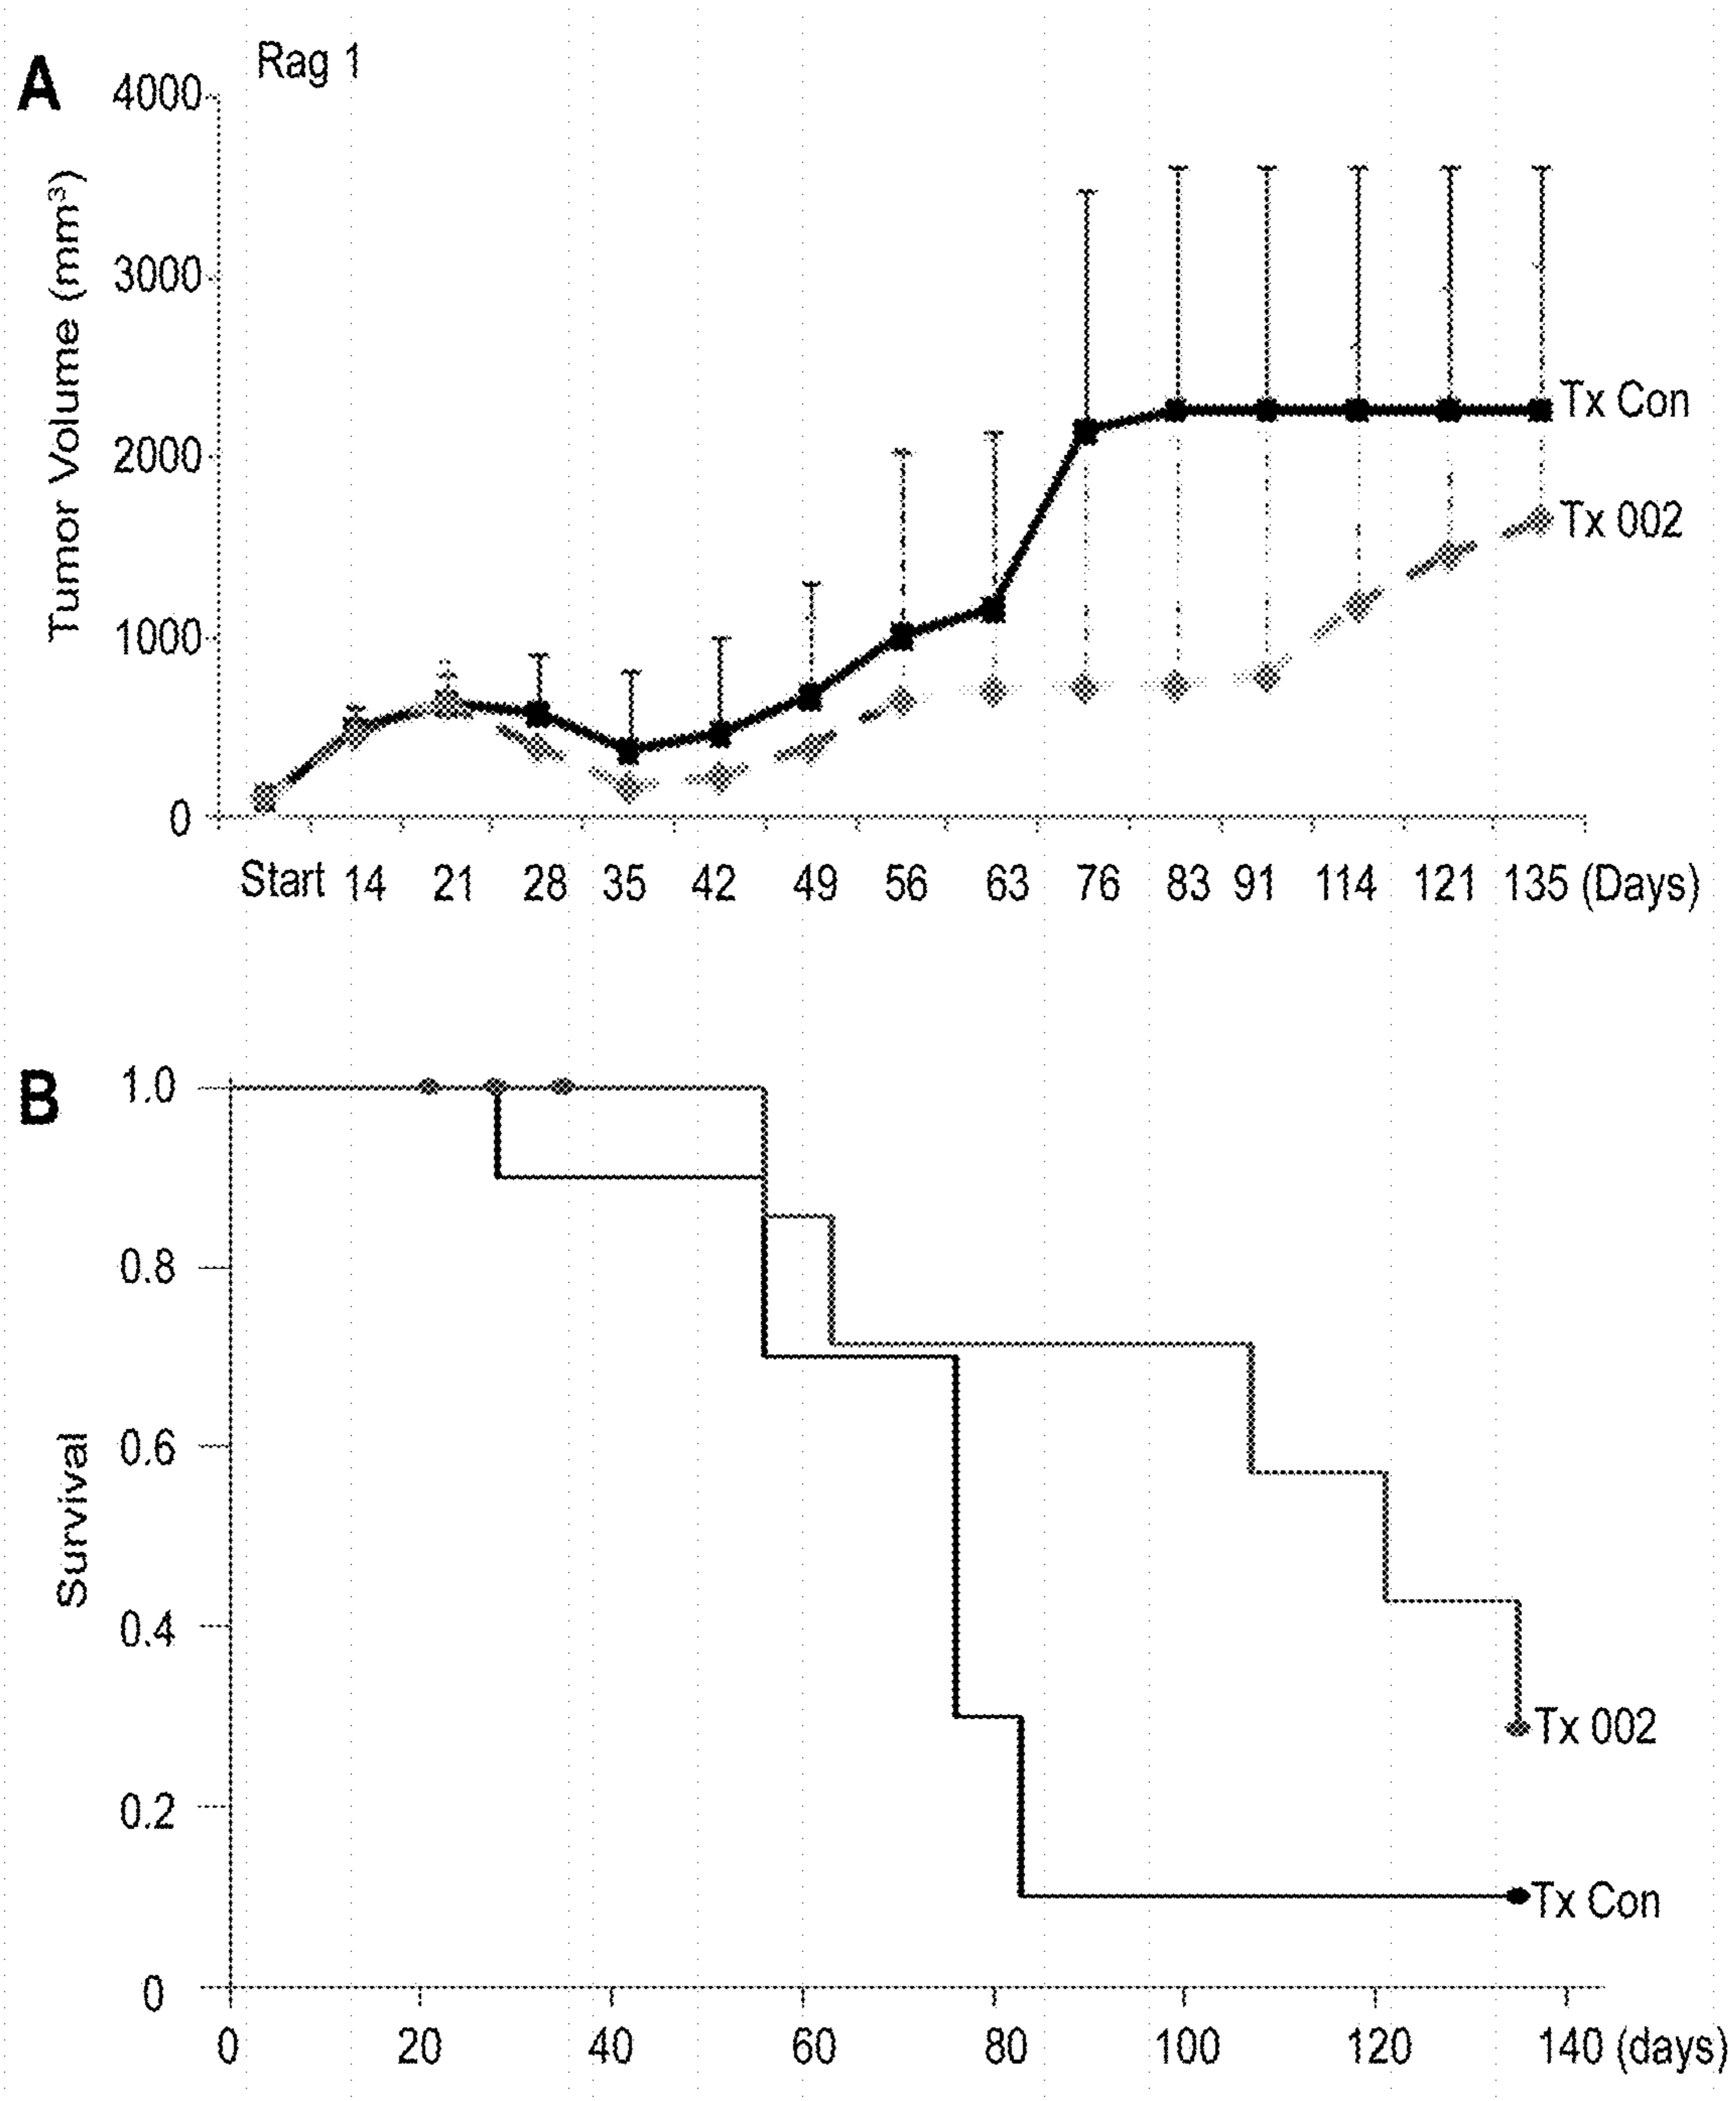 A
Rag 1
4000
3000
2000
1000
0
Tumor Volume (mm³)
Tx Con
Tx 002
Start 14 21 28 35 42 49 56 63 76 83 91 114 121 135 (Days)
B
1.0
0.8
0.6
0.4
0.2
0
Survival
Tx 002
Tx Con
0 20 40 60 80 100 120 140 (days)